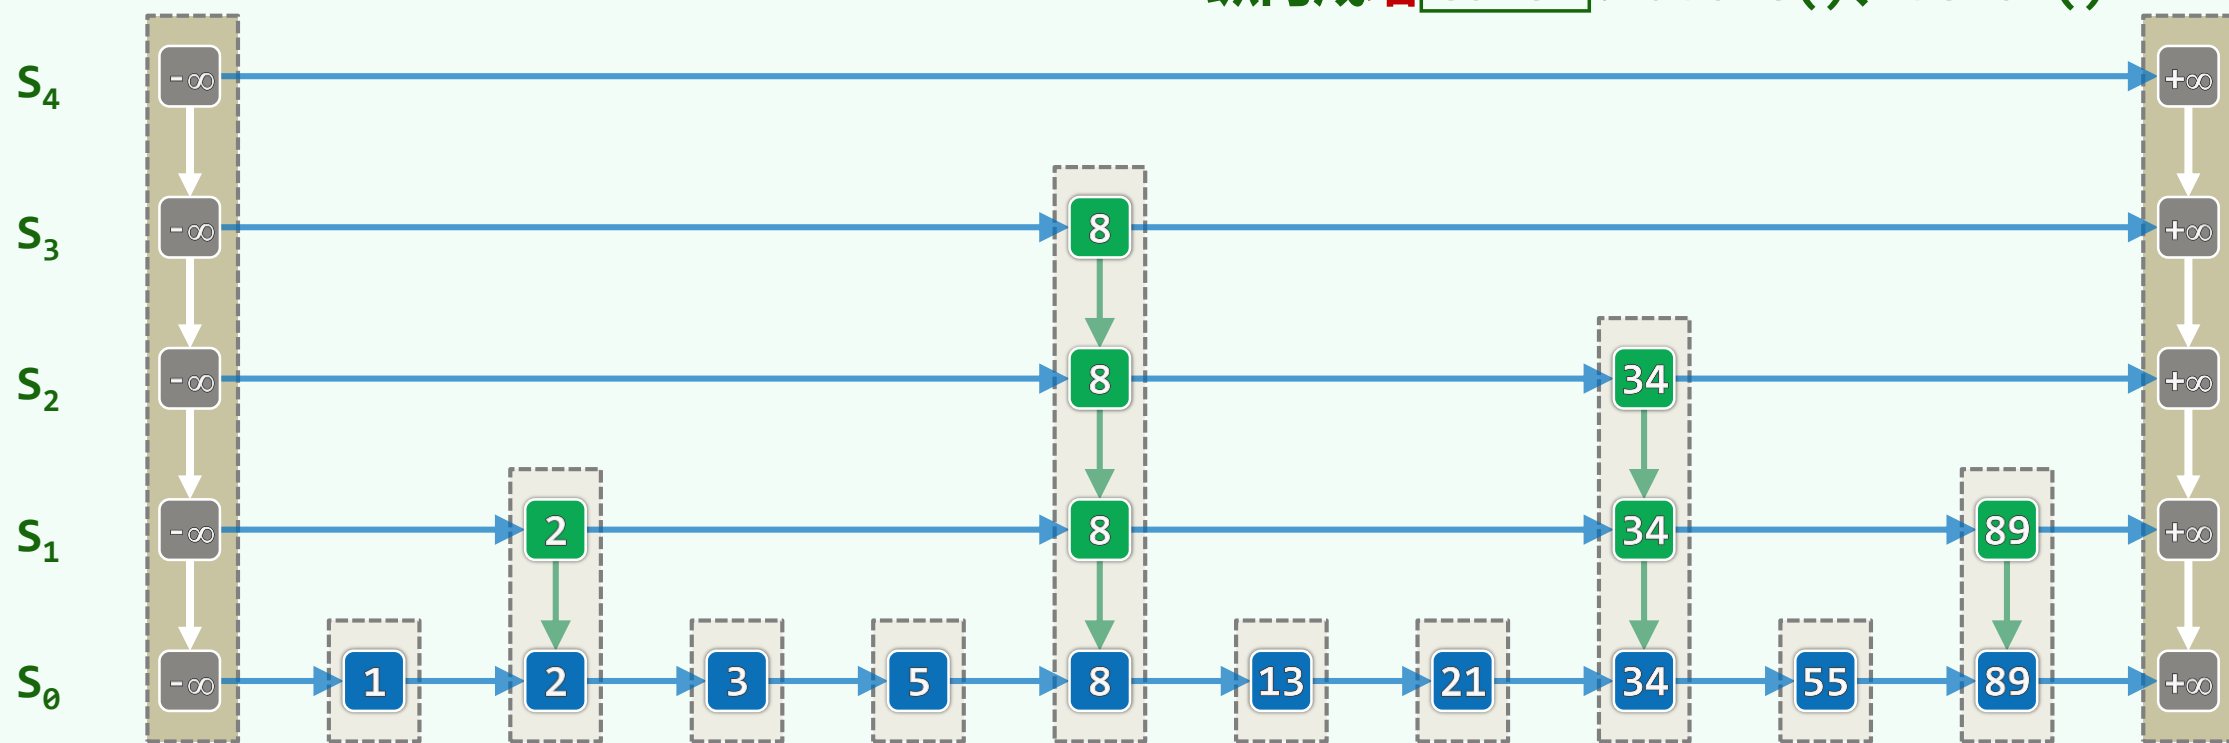 S4 -∞ +∞
S3 -∞ 8 +∞
S2 -∞ 8 34 +∞
S1 -∞ 2 8 34 89 +∞
S0 -∞ 1 2 3 5 8 13 21 34 55 89 +∞